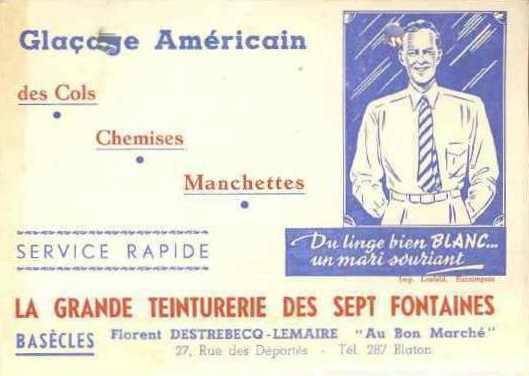 Glaçage Américain
des Cols
Chemises
Manchettes
SERVICE RAPIDE
Du linge bien BLANC...
un mari souriant
LA GRANDE TEINTURERIE DES SEPT FONTAINES
BASÈCLES Florent DESTREBECQ-LEMAIRE "Au Bon Marché"
27, Rue des Déportés - Tél. 287 Blaton